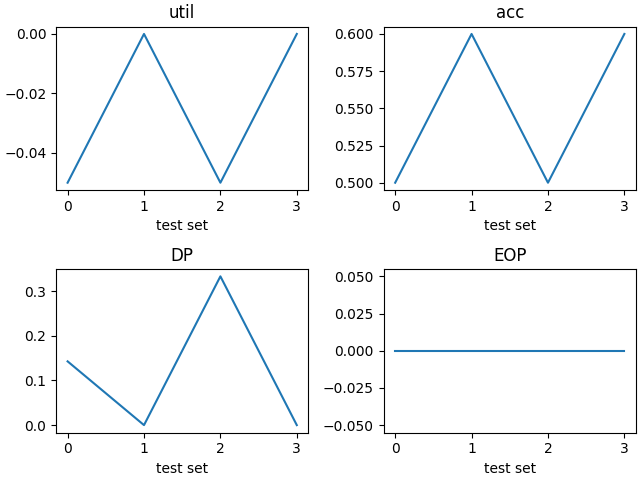 util
0.00
−0.02
−0.04
0 1 2 3
test set
acc
0.600
0.575
0.550
0.525
0.500
0 1 2 3
test set
DP
0.3
0.2
0.1
0.0
0 1 2 3
test set
EOP
0.050
0.025
0.000
−0.025
−0.050
0 1 2 3
test set